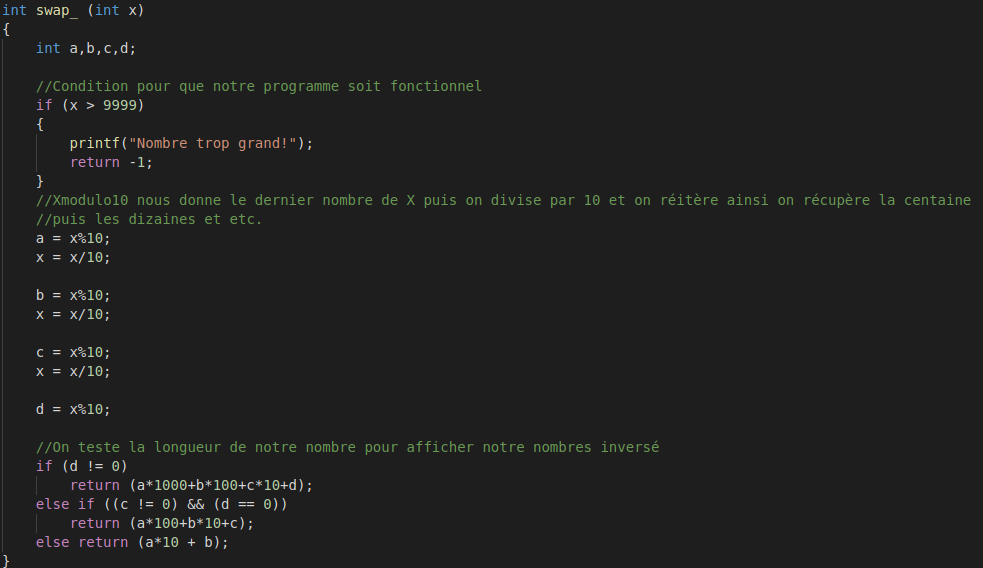 int swap_ (int x)
{
    int a,b,c,d;

    //Condition pour que notre programme soit fonctionnel
    if (x > 9999)
    {
        printf("Nombre trop grand!");
        return -1;
    }
    //Xmodulo10 nous donne le dernier nombre de X puis on divise par 10 et on réitère ainsi on récupère la centaine
    //puis les dizaines et etc.
    a = x%10;
    x = x/10;

    b = x%10;
    x = x/10;

    c = x%10;
    x = x/10;

    d = x%10;

    //On teste la longueur de notre nombre pour afficher notre nombres inversé
    if (d != 0)
        return (a*1000+b*100+c*10+d);
    else if ((c != 0) && (d == 0))
        return (a*100+b*10+c);
    else return (a*10 + b);
}